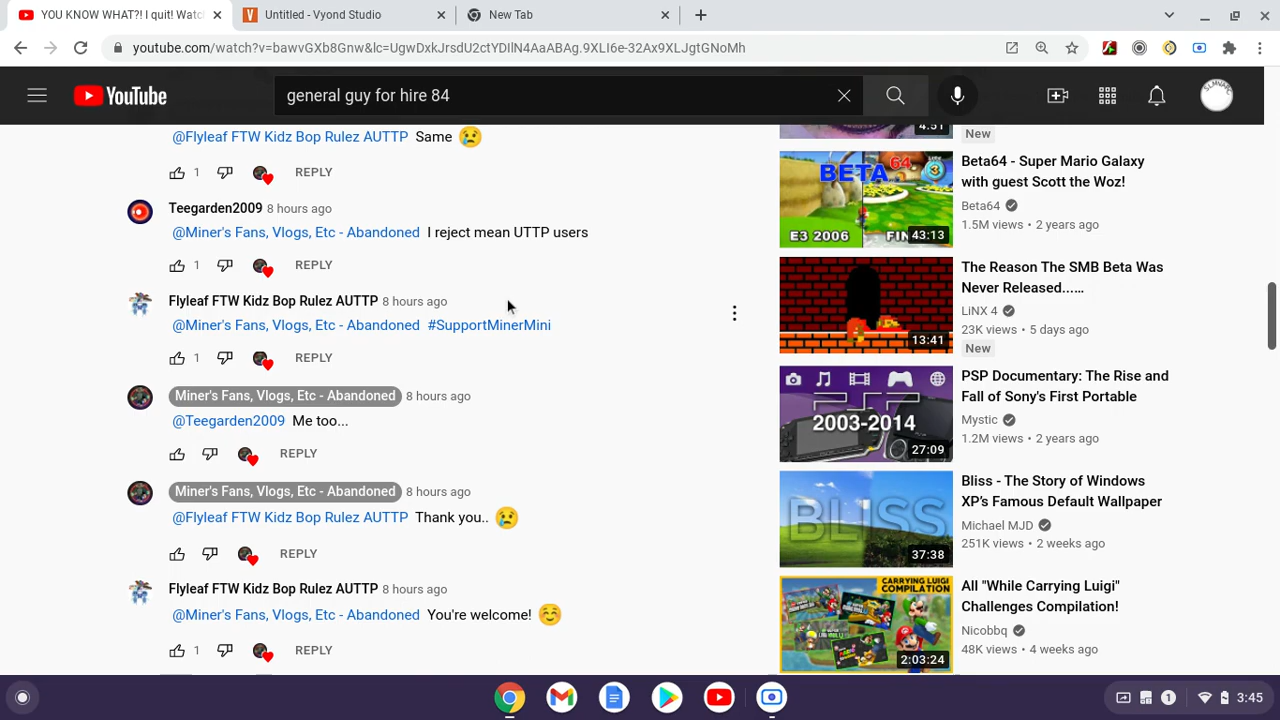 YOU KNOW WHAT?! I quit! Watc
Untitled - Vyond Studio
New Tab
youtube.com/watch?v=bawvGXb8Gnw&lc=UgwDxkJrsdU2ctYDIlN4AaABAg.9XLI6e-32Ax9XLJgtGNoMh
YouTube
general guy for hire 84
@Flyleaf FTW Kidz Bop Rulez AUTTP Same
1 REPLY
Teegarden2009 8 hours ago
@Miner's Fans, Vlogs, Etc - Abandoned I reject mean UTTP users
1 REPLY
Flyleaf FTW Kidz Bop Rulez AUTTP 8 hours ago
@Miner's Fans, Vlogs, Etc - Abandoned #SupportMinerMini
1 REPLY
Miner's Fans, Vlogs, Etc - Abandoned 8 hours ago
@Teegarden2009 Me too...
REPLY
Miner's Fans, Vlogs, Etc - Abandoned 8 hours ago
@Flyleaf FTW Kidz Bop Rulez AUTTP Thank you..
REPLY
Flyleaf FTW Kidz Bop Rulez AUTTP 8 hours ago
@Miner's Fans, Vlogs, Etc - Abandoned You're welcome!
1 REPLY
4:51
New
BETA 64
3
E3 2006
43:13
Beta64 - Super Mario Galaxy
with guest Scott the Woz!
Beta64
1.5M views • 2 years ago
13:41
The Reason The SMB Beta Was
Never Released......
LiNX 4
23K views • 5 days ago
New
2003-2014
27:09
PSP Documentary: The Rise and
Fall of Sony's First Portable
Mystic
1.2M views • 2 years ago
BLISS
37:38
Bliss - The Story of Windows
XP's Famous Default Wallpaper
Michael MJD
251K views • 2 weeks ago
CARRYING LUIGI
COMPILATION!
2:03:24
All "While Carrying Luigi"
Challenges Compilation!
Nicobbq
48K views • 4 weeks ago
1
3:45